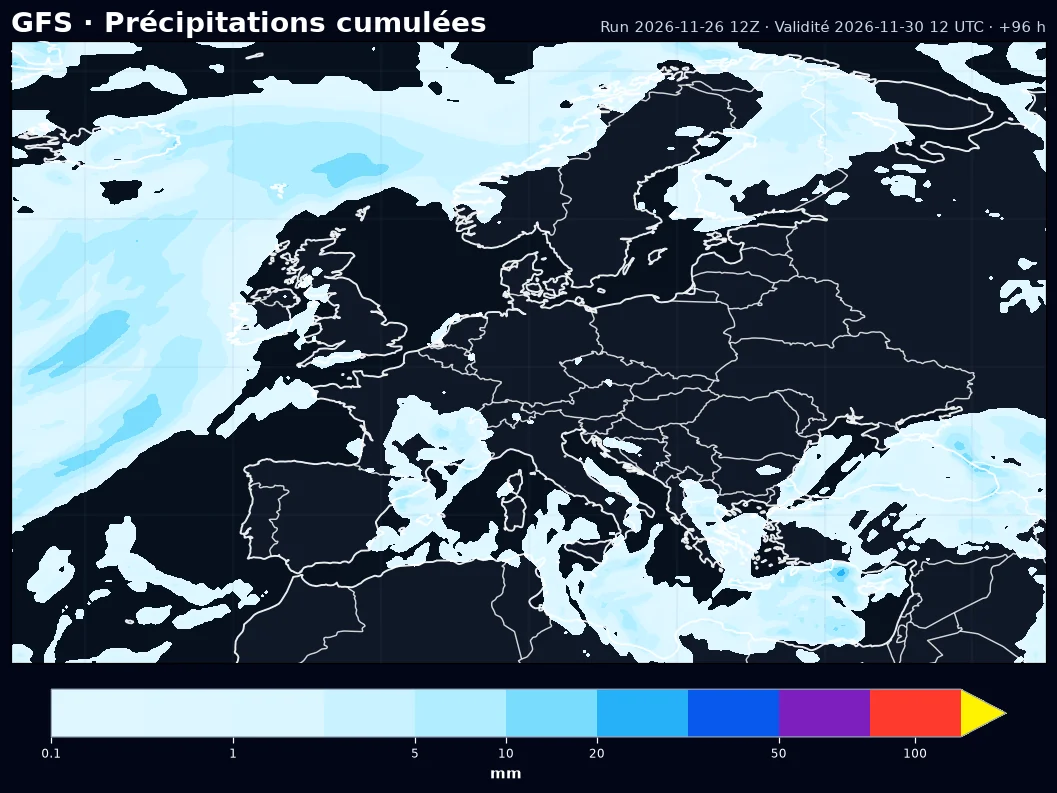 GFS · Précipitations cumulées
Run 2026-11-26 12Z · Validité 2026-11-30 12 UTC · +96 h
0.1 1 5 10 20 50 100
mm